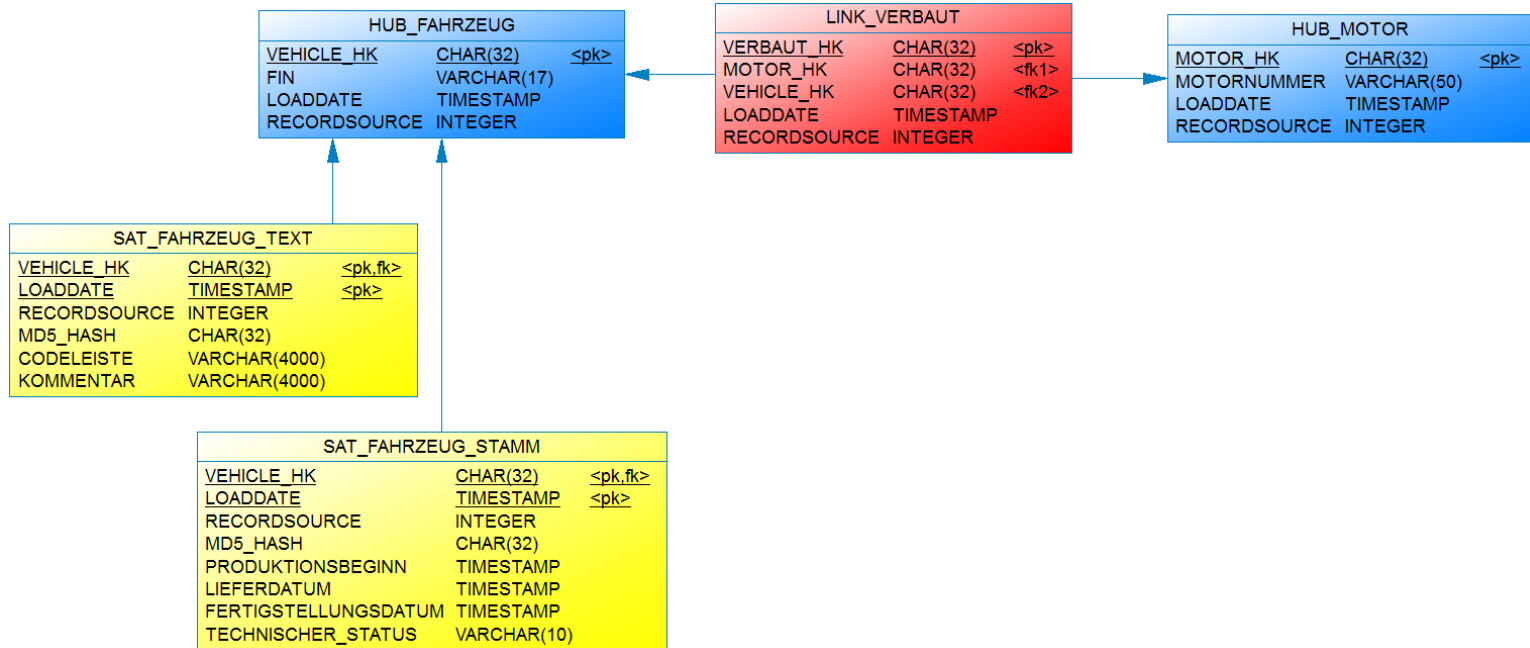 HUB_FAHRZEUG
VEHICLE_HK CHAR(32) <pk>
FIN VARCHAR(17)
LOADDATE TIMESTAMP
RECORDSOURCE INTEGER
LINK_VERBAUT
VERBAUT_HK CHAR(32) <pk>
MOTOR_HK CHAR(32) <fk1>
VEHICLE_HK CHAR(32) <fk2>
LOADDATE TIMESTAMP
RECORDSOURCE INTEGER
HUB_MOTOR
MOTOR_HK CHAR(32) <pk>
MOTORNUMMER VARCHAR(50)
LOADDATE TIMESTAMP
RECORDSOURCE INTEGER
SAT_FAHRZEUG_TEXT
VEHICLE_HK CHAR(32) <pk,fk>
LOADDATE TIMESTAMP <pk>
RECORDSOURCE INTEGER
MD5_HASH CHAR(32)
CODELEISTE VARCHAR(4000)
KOMMENTAR VARCHAR(4000)
SAT_FAHRZEUG_STAMM
VEHICLE_HK CHAR(32) <pk,fk>
LOADDATE TIMESTAMP <pk>
RECORDSOURCE INTEGER
MD5_HASH CHAR(32)
PRODUKTIONSBEGINN TIMESTAMP
LIEFERDATUM TIMESTAMP
FERTIGSTELLUNGSDATUM TIMESTAMP
TECHNISCHER_STATUS VARCHAR(10)